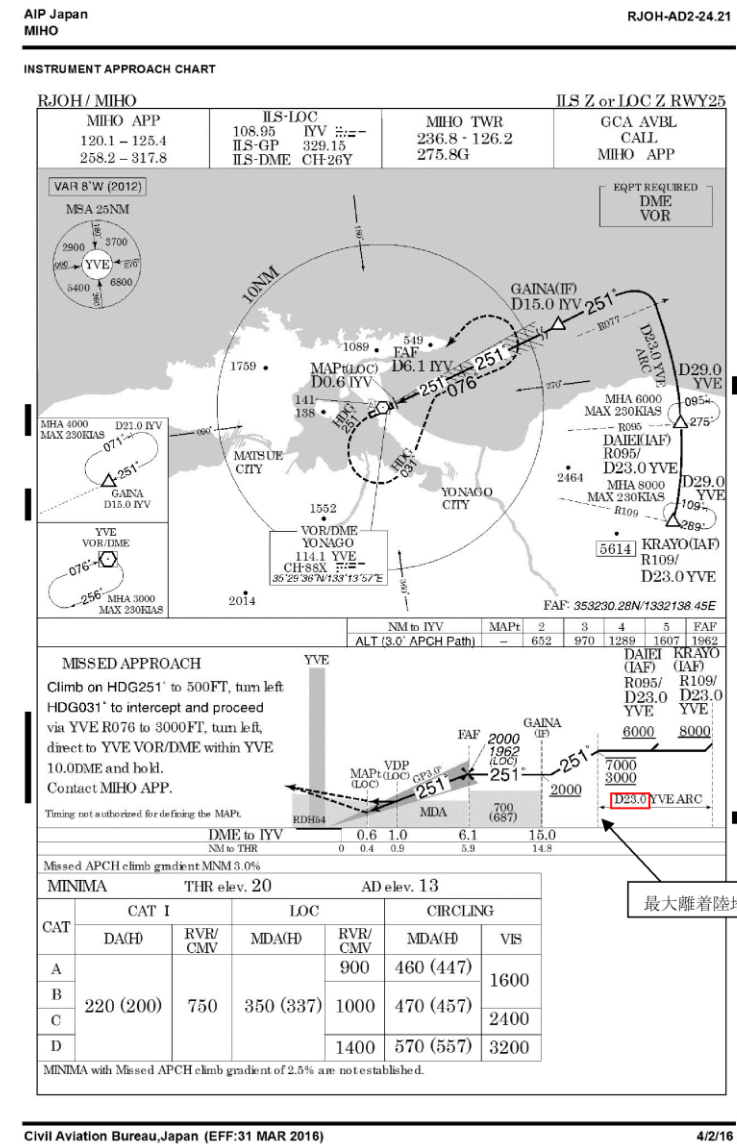 AIP Japan
MIHO
RJOH-AD2-24.21
INSTRUMENT APPROACH CHART
RJOH / MIHO
ILS Z or LOC Z RWY25
MIHO APP
120.1 – 125.4
258.2 – 317.8
ILS-LOC
108.95 IYV
ILS-GP 329.15
ILS-DME CH-26Y
MIHO TWR
236.8 - 126.2
275.8G
GCA AVBL
CALL
MIHO APP
VAR 8˚W (2012)
MSA 25NM
2900
3700
YVE
5400
6800
180˚
090˚
270˚
360˚
EQPT REQUIRED
DME
VOR
180˚
10NM
GAINA(IF)
D15.0 IYV
251˚
R077
D23.0 YVE
ARC
D29.0
YVE
1089
549
FAF
D6.1 IYV
251˚
251˚
076˚
1759
MAPt(LOC)
D0.6 IYV
141
138
HDG
251˚
HDG
031˚
270˚
090˚
MHA 6000
MAX 230KIAS
095˚
275˚
R095
DAIEI(IAF)
R095/
D23.0 YVE
MHA 8000
MAX 230KIAS
D29.0
YVE
R109
109˚
289˚
MHA 4000
MAX 230KIAS
D21.0 IYV
071˚
251˚
GAINA
D15.0 IYV
MATSUE
CITY
YONAGO
CITY
2464
1552
VOR/DME
YONAGO
114.1 YVE
CH-88X
35˚29'36"N/133˚13'57"E
360˚
5614
KRAYO(IAF)
R109/
D23.0 YVE
YVE
VOR/DME
076˚
256˚
MHA 3000
MAX 230KIAS
2014
FAF: 353230.28N/1332138.45E
NM to IYV MAPt 2 3 4 5 FAF
ALT (3.0˚ APCH Path) – 652 970 1289 1607 1962
MISSED APPROACH
Climb on HDG251˚ to 500FT, turn left
HDG031˚ to intercept and proceed
via YVE R076 to 3000FT, turn left,
direct to YVE VOR/DME within YVE
10.0DME and hold.
Contact MIHO APP.
Timing not authorized for defining the MAPt.
YVE
RDH54
MAPt
(LOC)
VDP
(LOC)
GP3.0˚
251˚
MDA
FAF
2000
1962
(LOC)
251˚
700
(687)
GAINA
(IF)
2000
251˚
DAIEI
(IAF)
R095/
D23.0
YVE
KRAYO
(IAF)
R109/
D23.0
YVE
6000
8000
7000
3000
D23.0 YVE ARC
DME to IYV 0.6 1.0 6.1 15.0
NM to THR 0 0.4 0.9 5.9 14.8
Missed APCH climb gradient MNM 3.0%
最大離着陸
MINIMA THR elev. 20 AD elev. 13
CAT
CAT I LOC CIRCLING
DA(H) RVR/CMV MDA(H) RVR/CMV MDA(H) VIS
A 900 460 (447)
1600
B
220 (200) 750 350 (337) 1000 470 (457)
C 2400
D 1400 570 (557) 3200
MINIMA with Missed APCH climb gradient of 2.5% are not established.
Civil Aviation Bureau,Japan (EFF:31 MAR 2016)
4/2/16